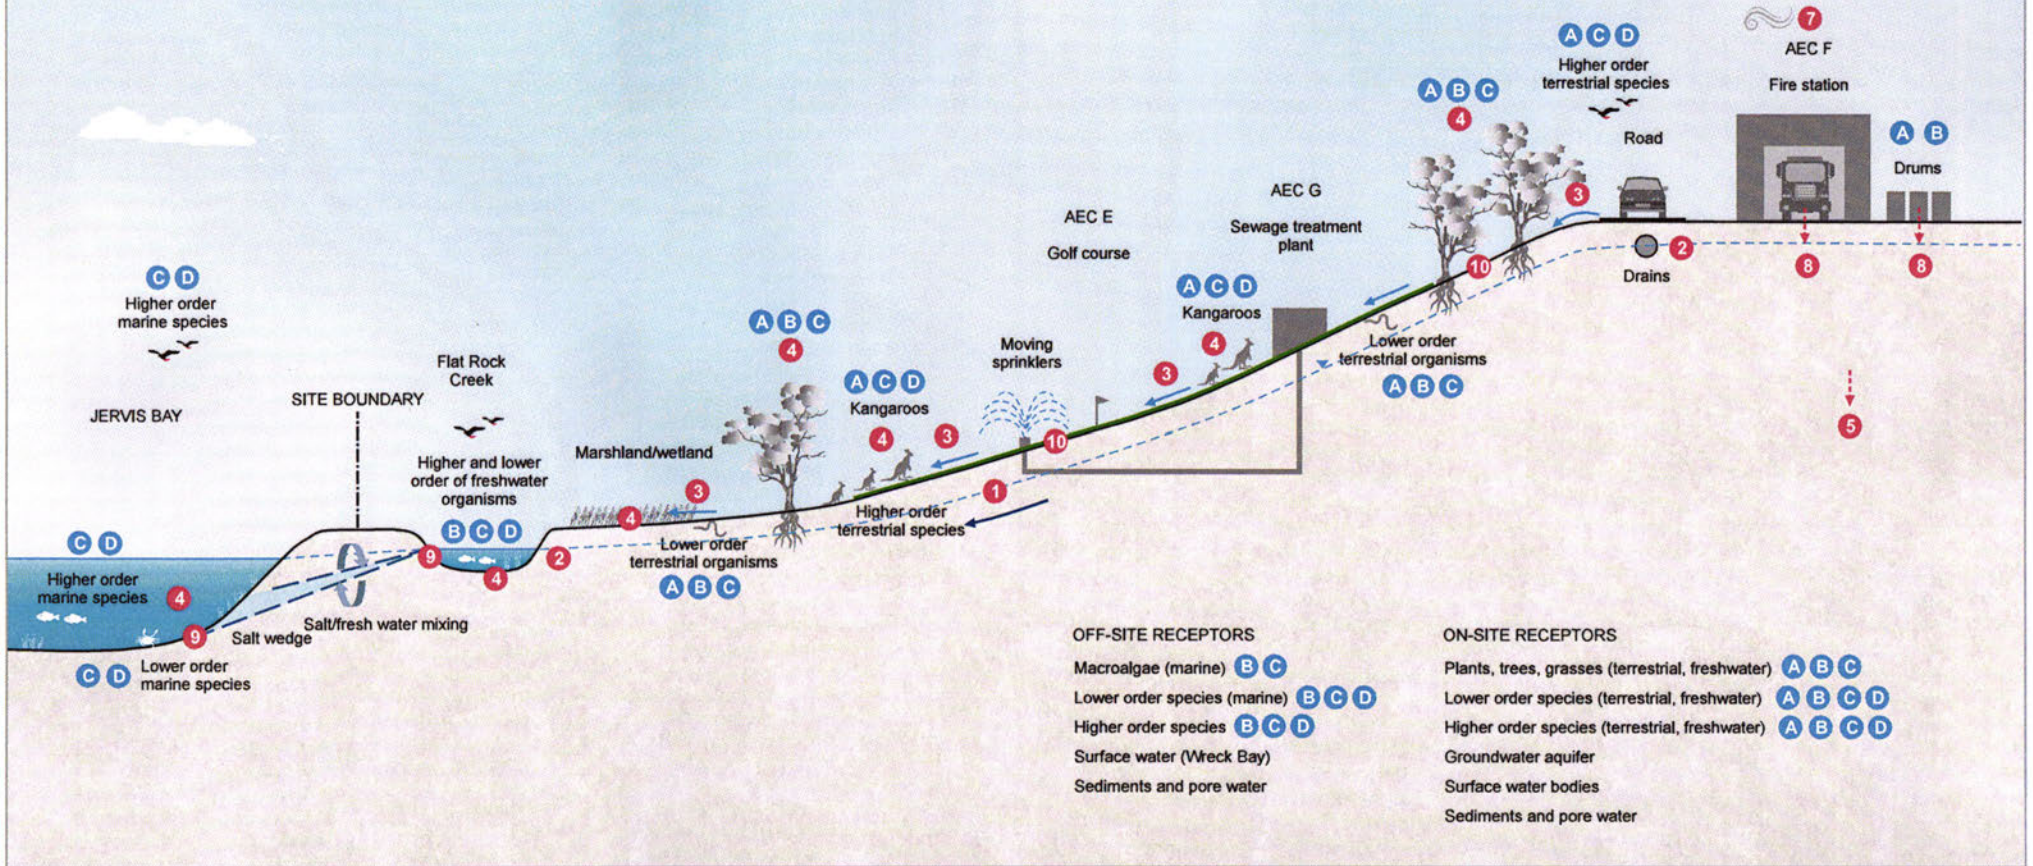 7
AEC F
Fire station
A C D
Higher order
terrestrial species
A B C
4
Road
A B
Drums
3
2
Drains
8
8
5
10
AEC G
Sewage treatment
plant
AEC E
Golf course
A C D
Kangaroos
4
3
Lower order
terrestrial organisms
A B C
Moving
sprinklers
10
1
A B C
4
A C D
Kangaroos
4
3
Higher order
terrestrial species
C D
Higher order
marine species
JERVIS BAY
SITE BOUNDARY
Flat Rock
Creek
Higher and lower
order of freshwater
organisms
B C D
9
4
2
Marshland/wetland
3
4
Lower order
terrestrial organisms
A B C
C D
Higher order
marine species
4
9
Salt wedge
Salt/fresh water mixing
C D
Lower order
marine species
OFF-SITE RECEPTORS
Macroalgae (marine) B C
Lower order species (marine) B C D
Higher order species B C D
Surface water (Wreck Bay)
Sediments and pore water
ON-SITE RECEPTORS
Plants, trees, grasses (terrestrial, freshwater) A B C
Lower order species (terrestrial, freshwater) A B C D
Higher order species (terrestrial, freshwater) A B C D
Groundwater aquifer
Surface water bodies
Sediments and pore water